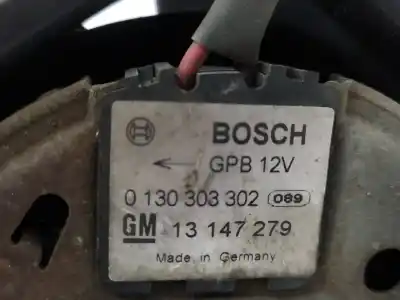 BOSCH
GPB 12V
0 130 303 302 089
GM 13 147 279
Made in Germany